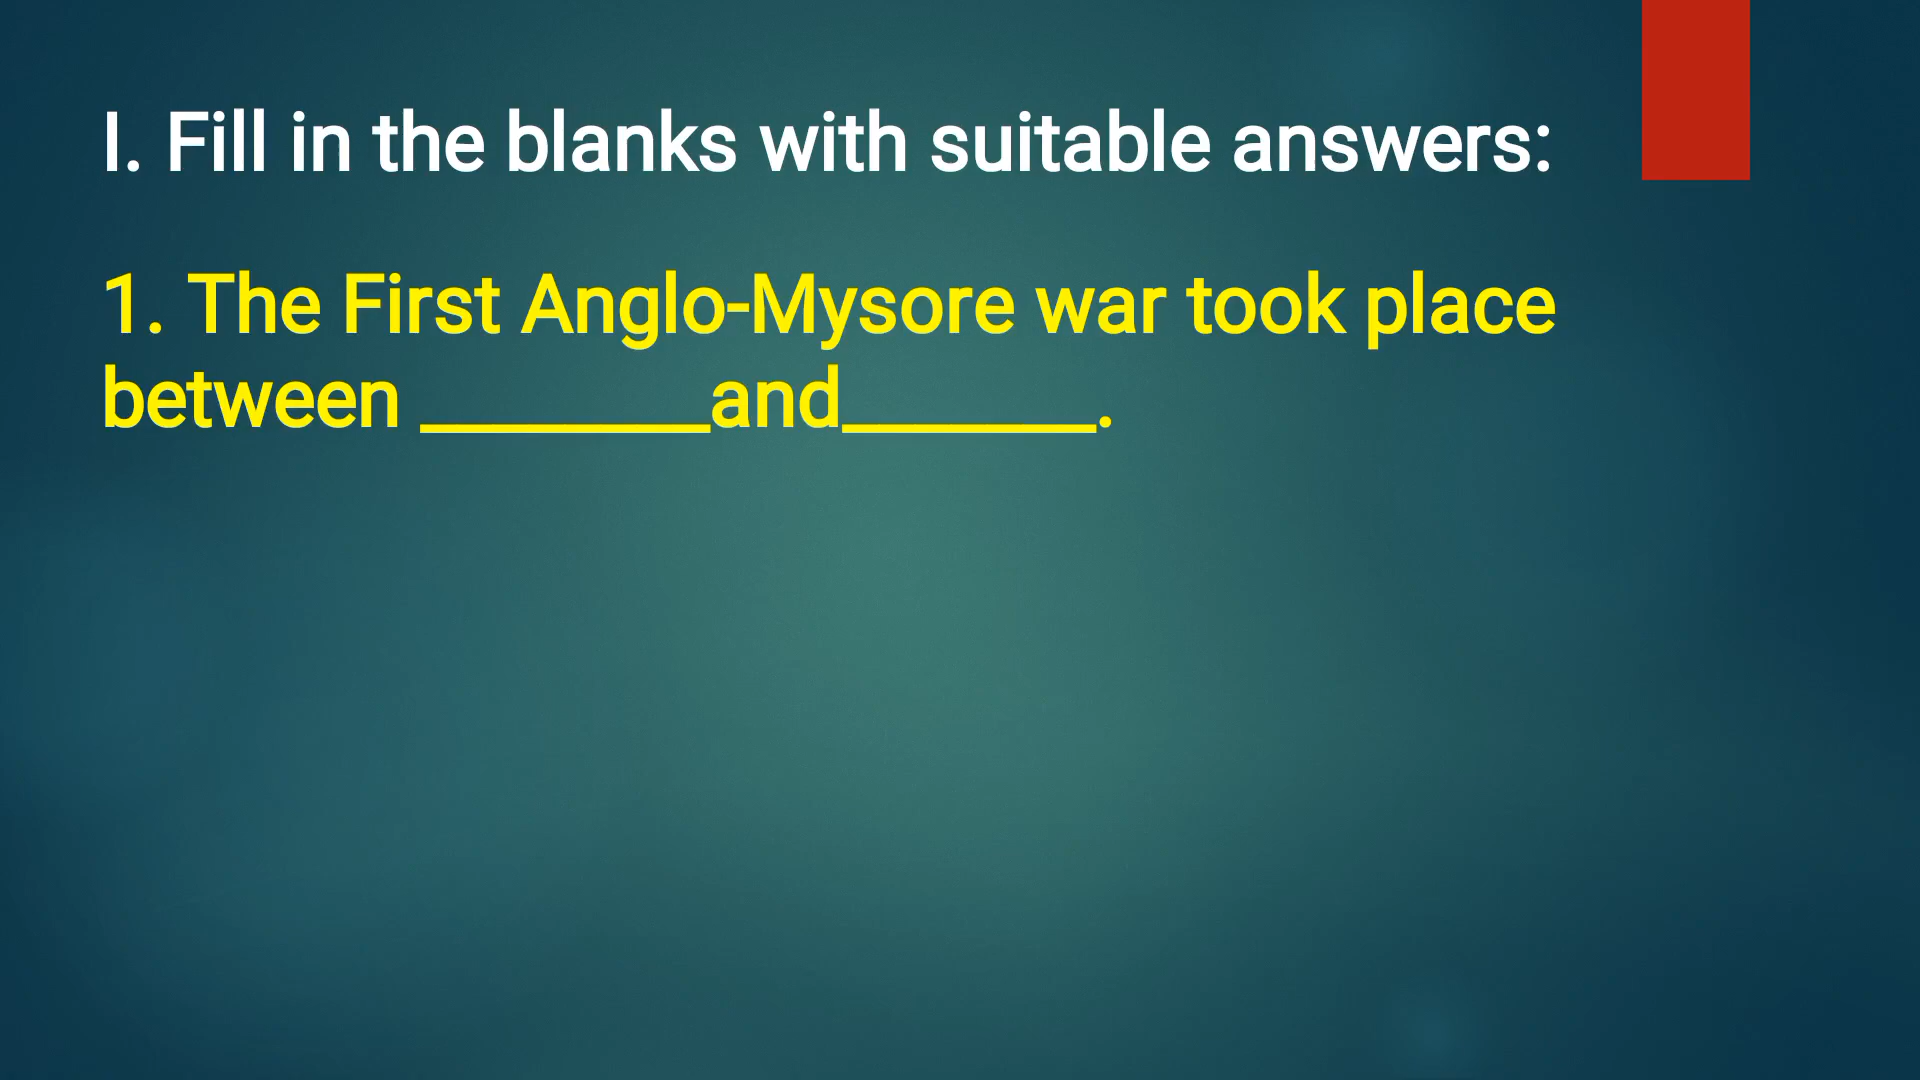 I. Fill in the blanks with suitable answers:
1. The First Anglo-Mysore war took place
between ________and_______.